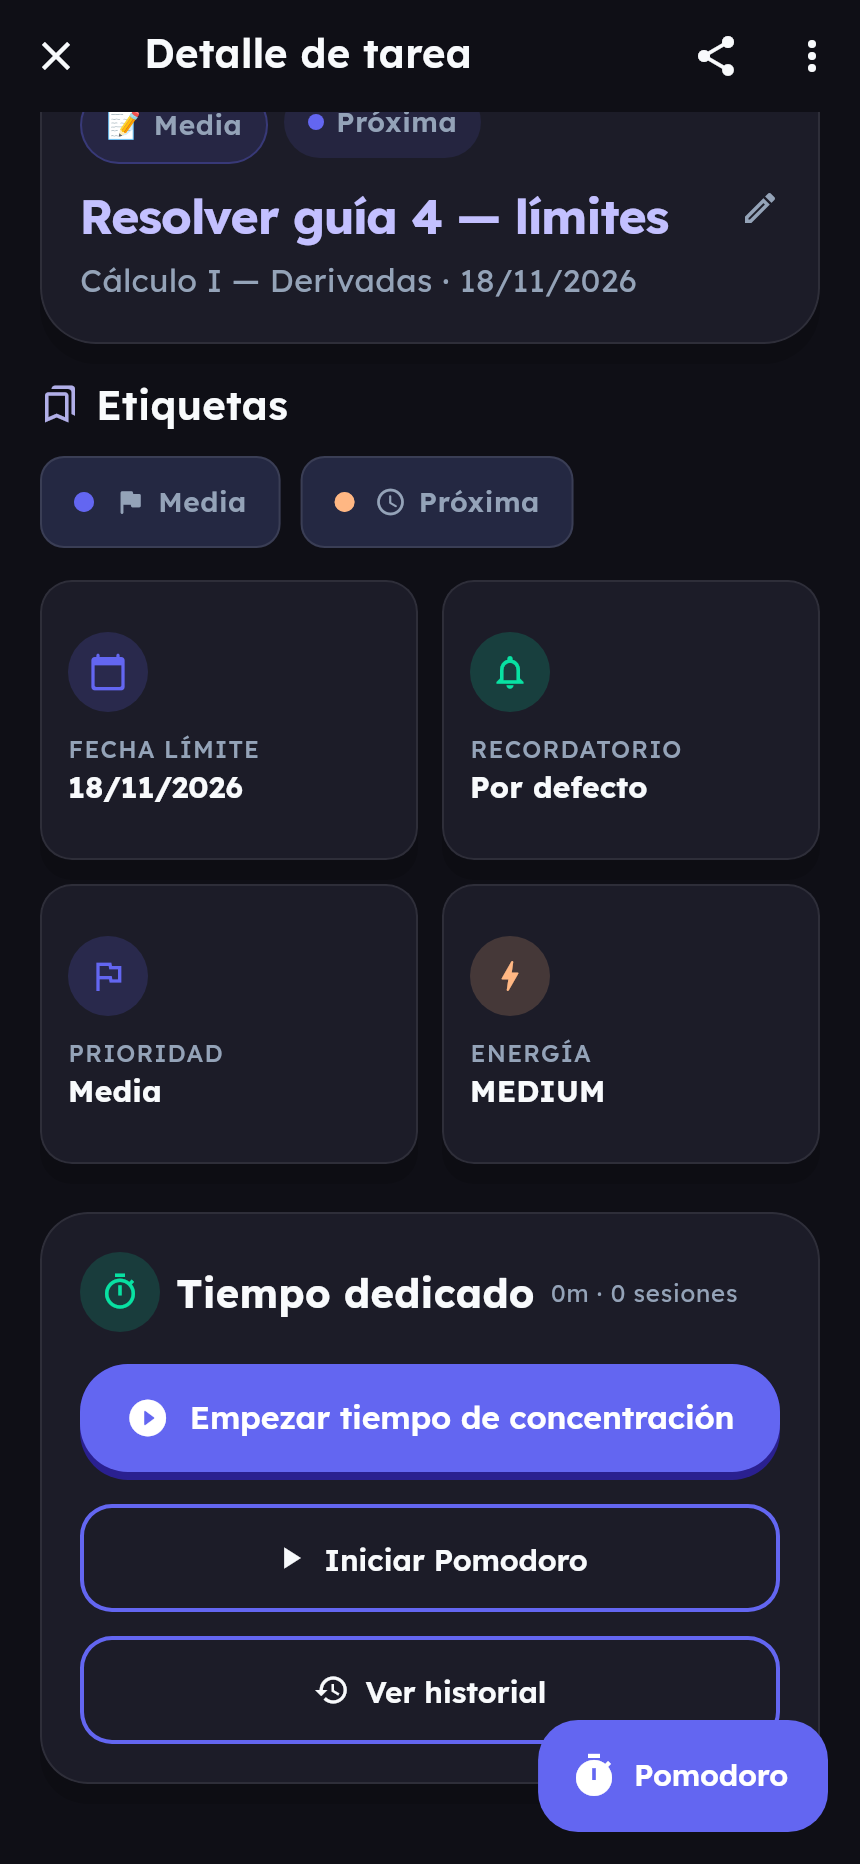 Detalle de tarea
Media
Próxima
Resolver guía 4 — límites
Cálculo I — Derivadas · 18/11/2026
Etiquetas
Media
Próxima
FECHA LÍMITE
18/11/2026
RECORDATORIO
Por defecto
PRIORIDAD
Media
ENERGÍA
MEDIUM
Tiempo dedicado 0m · 0 sesiones
Empezar tiempo de concentración
Iniciar Pomodoro
Ver historial
Pomodoro